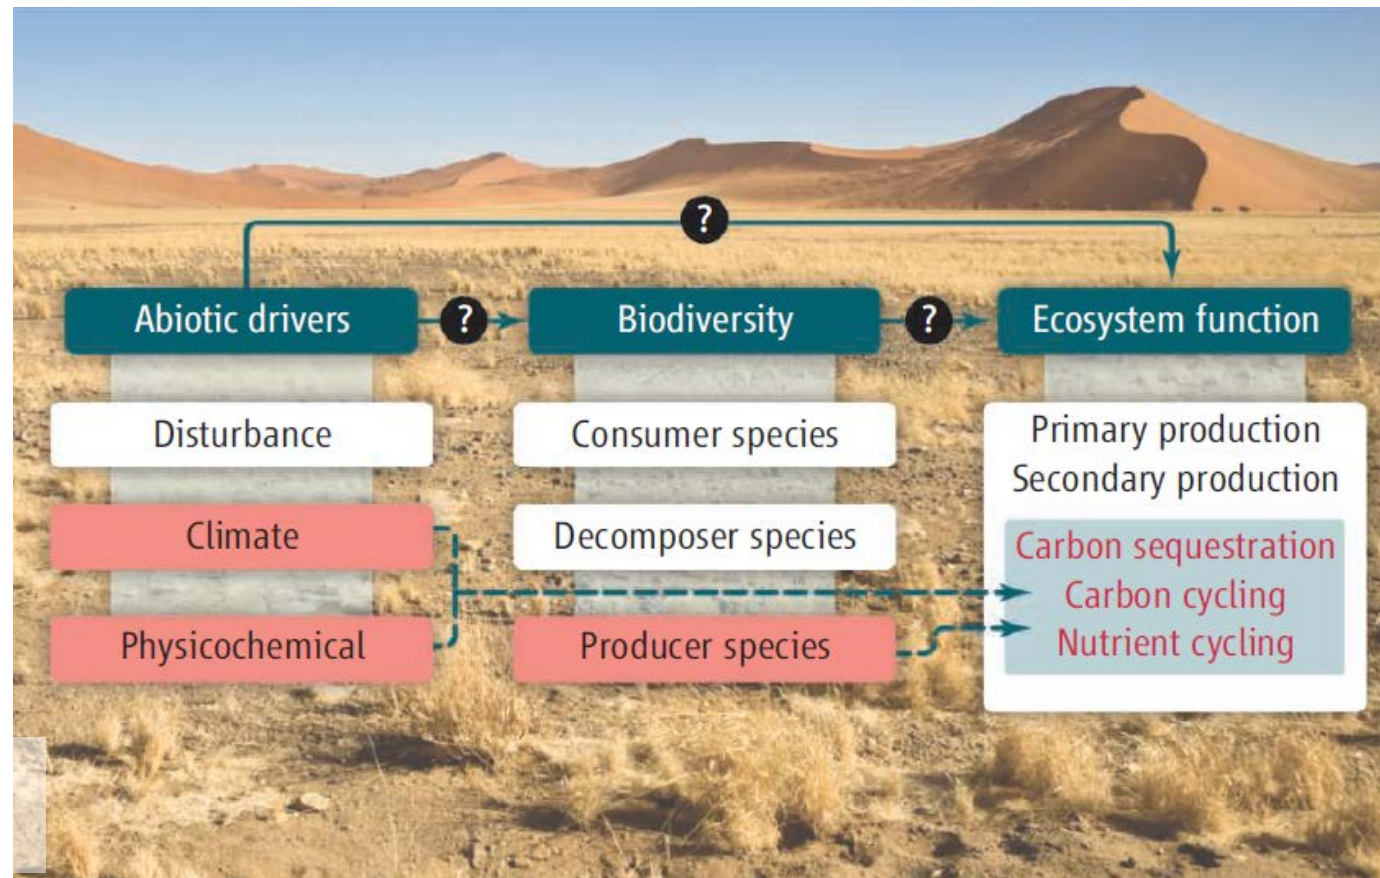 ?
Abiotic drivers
?
Biodiversity
?
Ecosystem function
Disturbance
Climate
Physicochemical
Consumer species
Decomposer species
Producer species
Primary production
Secondary production
Carbon sequestration
Carbon cycling
Nutrient cycling